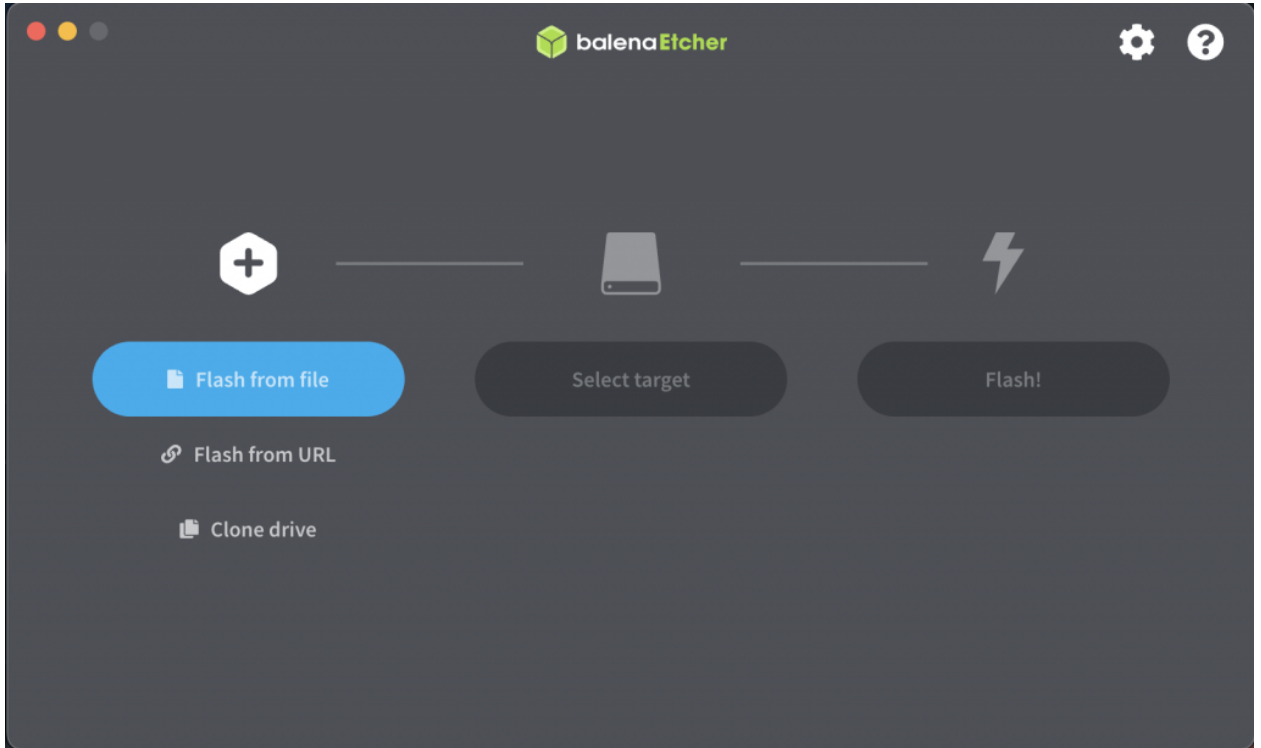 balenaEtcher
Flash from file
Select target
Flash!
Flash from URL
Clone drive